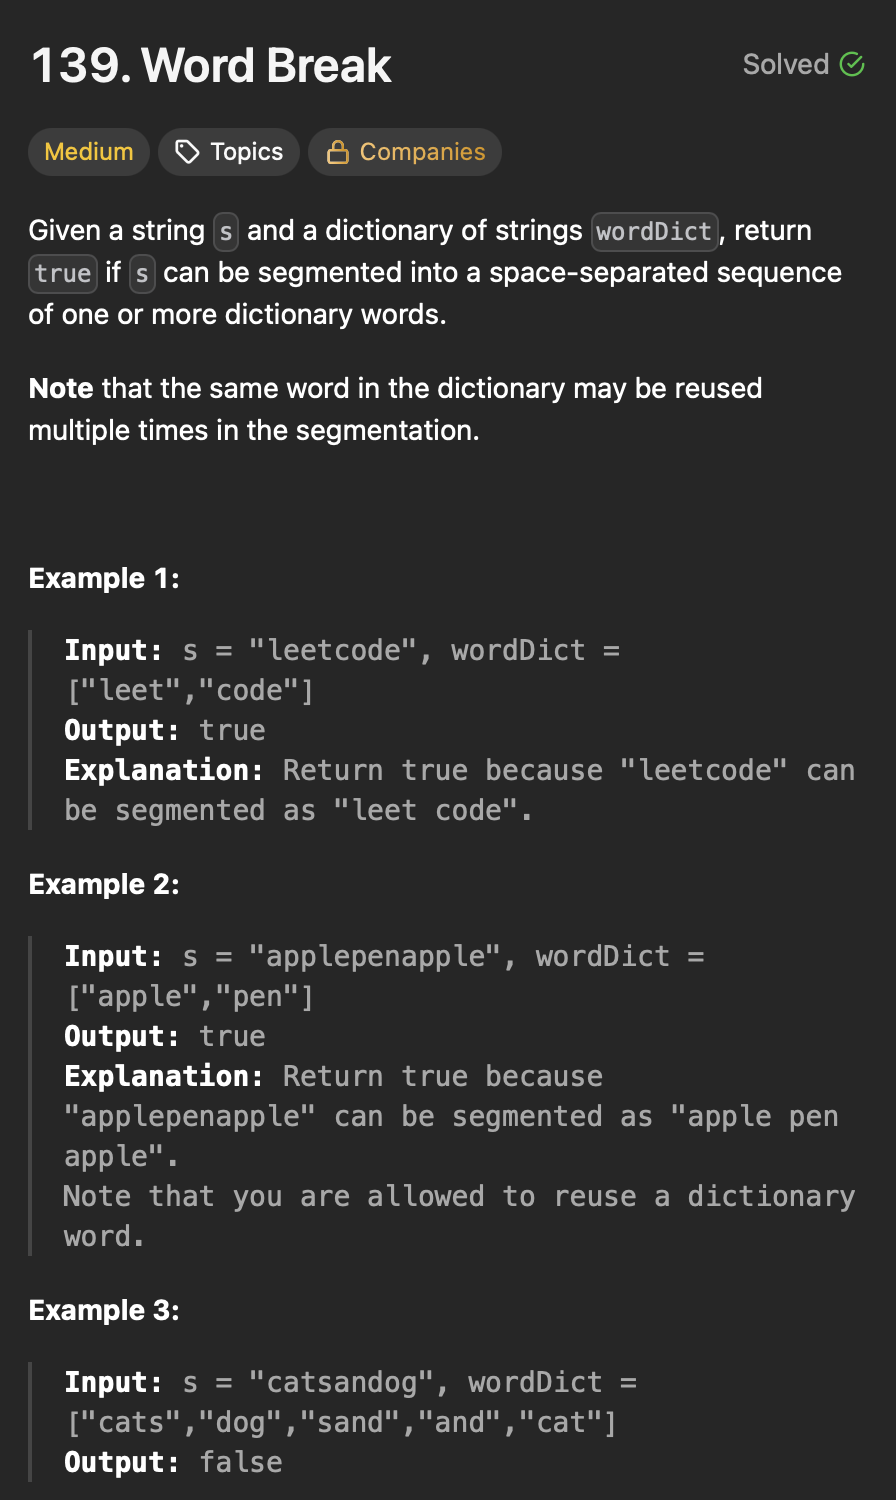 139. Word Break
Solved
Medium
Topics
Companies
Given a string s and a dictionary of strings wordDict, return
true if s can be segmented into a space-separated sequence
of one or more dictionary words.
Note that the same word in the dictionary may be reused
multiple times in the segmentation.
Example 1:
Input: s = "leetcode", wordDict =
["leet","code"]
Output: true
Explanation: Return true because "leetcode" can
be segmented as "leet code".
Example 2:
Input: s = "applepenapple", wordDict =
["apple","pen"]
Output: true
Explanation: Return true because
"applepenapple" can be segmented as "apple pen
apple".
Note that you are allowed to reuse a dictionary
word.
Example 3:
Input: s = "catsandog", wordDict =
["cats","dog","sand","and","cat"]
Output: false